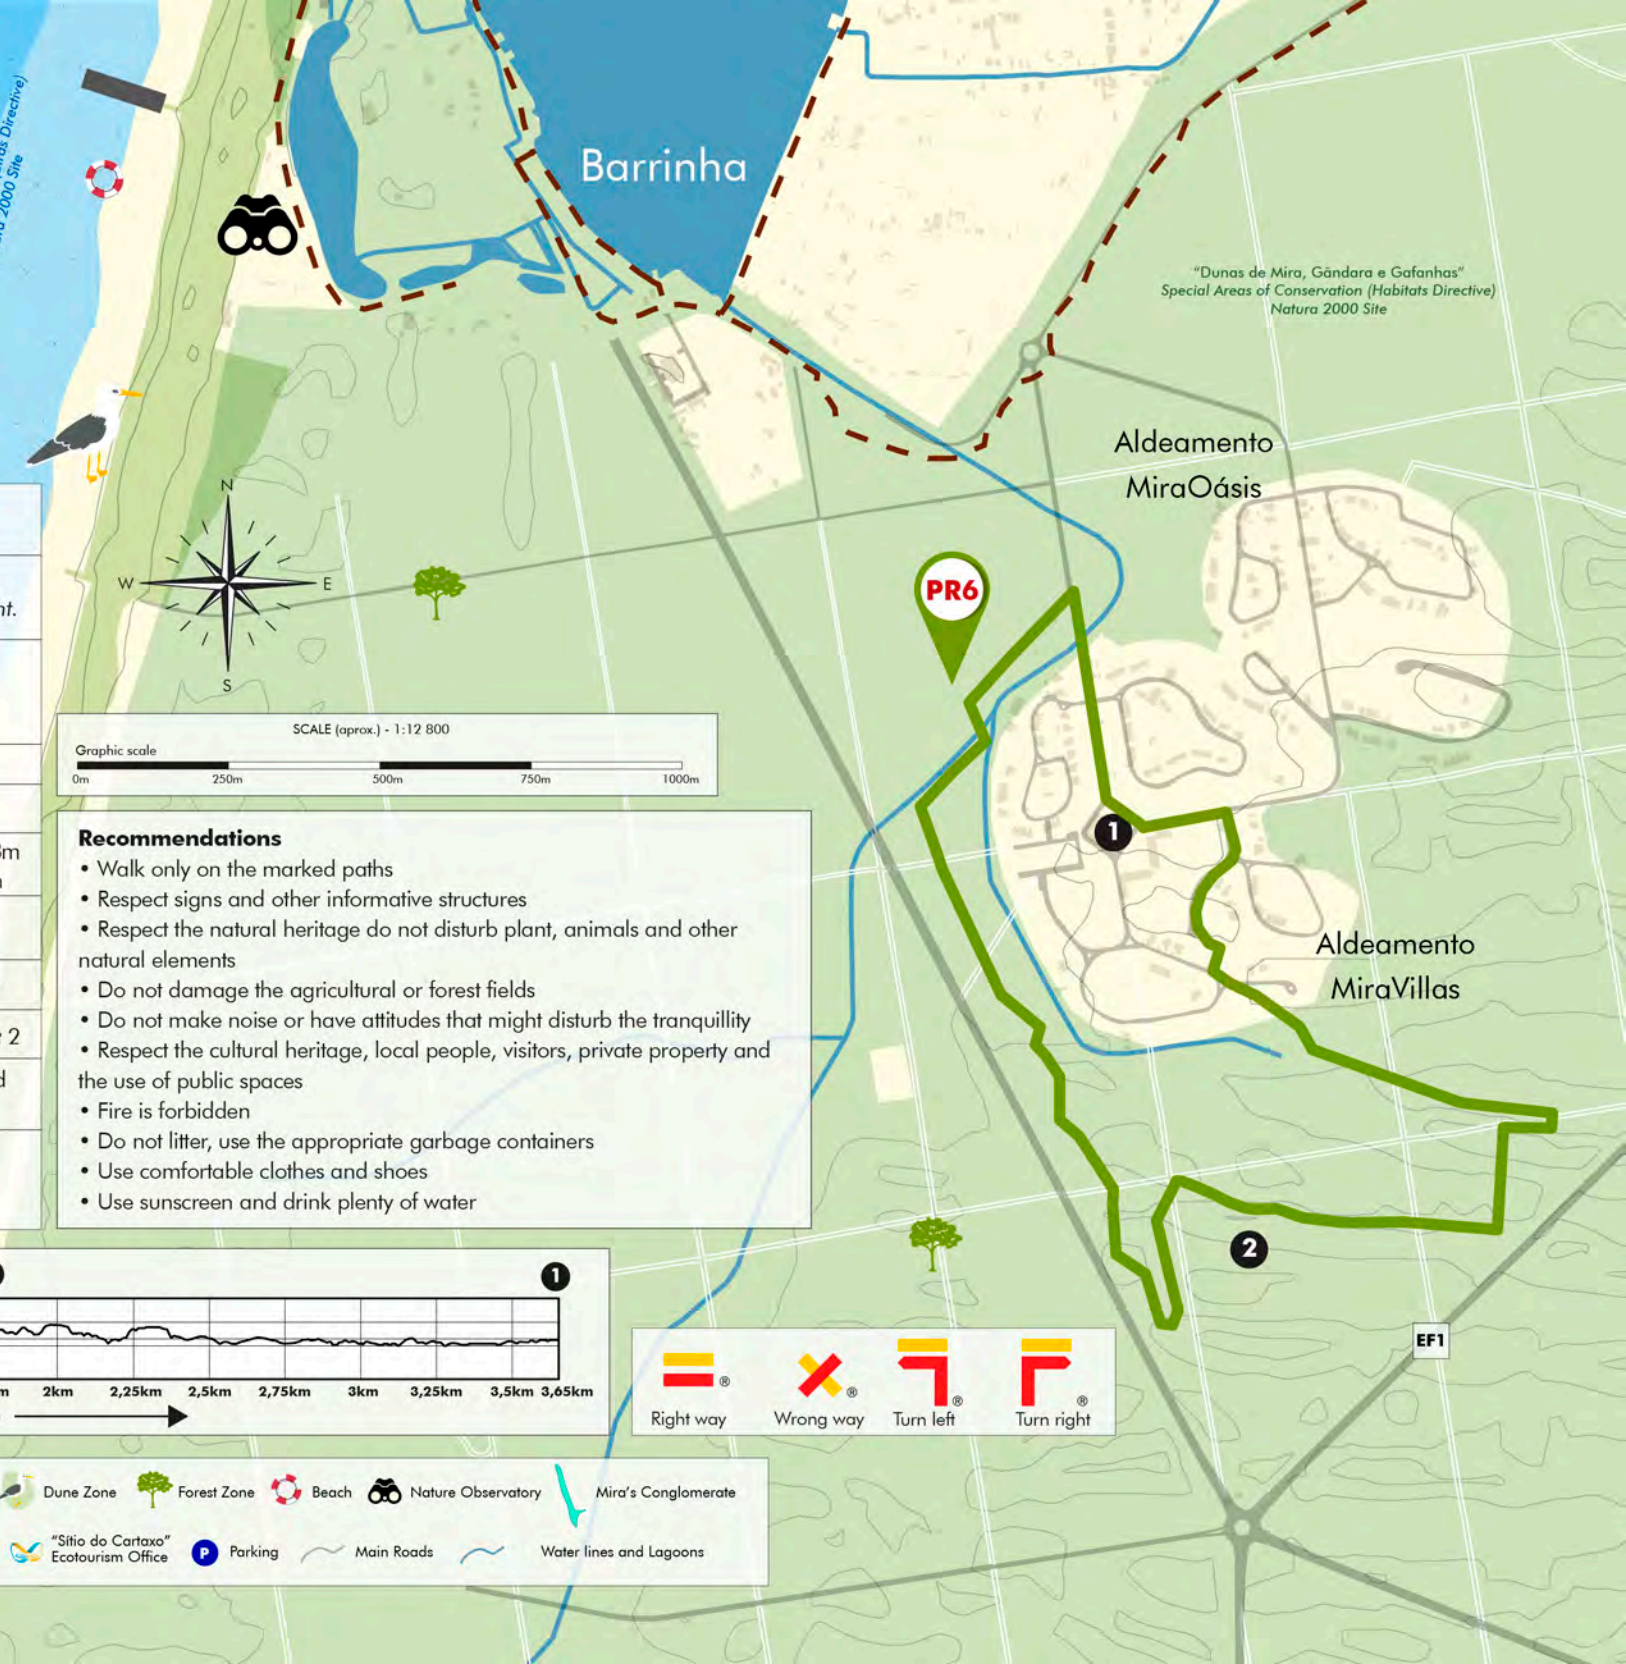 iras Directive)
ra 2000 Site
Barrinha
"Dunas de Mira, Gândara e Gafanhas"
Special Areas of Conservation (Habitats Directive)
Natura 2000 Site
Aldeamento
MiraOásis
N
W
E
S
nt.
PR6
SCALE (aprox.) - 1:12 800
Graphic scale
0m 250m 500m 750m 1000m
Recommendations
• Walk only on the marked paths
• Respect signs and other informative structures
• Respect the natural heritage do not disturb plant, animals and other
natural elements
• Do not damage the agricultural or forest fields
• Do not make noise or have attitudes that might disturb the tranquillity
• Respect the cultural heritage, local people, visitors, private property and
the use of public spaces
• Fire is forbidden
• Do not litter, use the appropriate garbage containers
• Use comfortable clothes and shoes
• Use sunscreen and drink plenty of water
1
Aldeamento
MiraVillas
2
2
EF1
1
2km 2,25km 2,5km 2,75km 3km 3,25km 3,5km 3,65km
® ® ® ®
Right way Wrong way Turn left Turn right
Dune Zone Forest Zone Beach Nature Observatory Mira's Conglomerate
"Sítio do Cartaxo"
Ecotourism Office
P Parking Main Roads Water lines and Lagoons